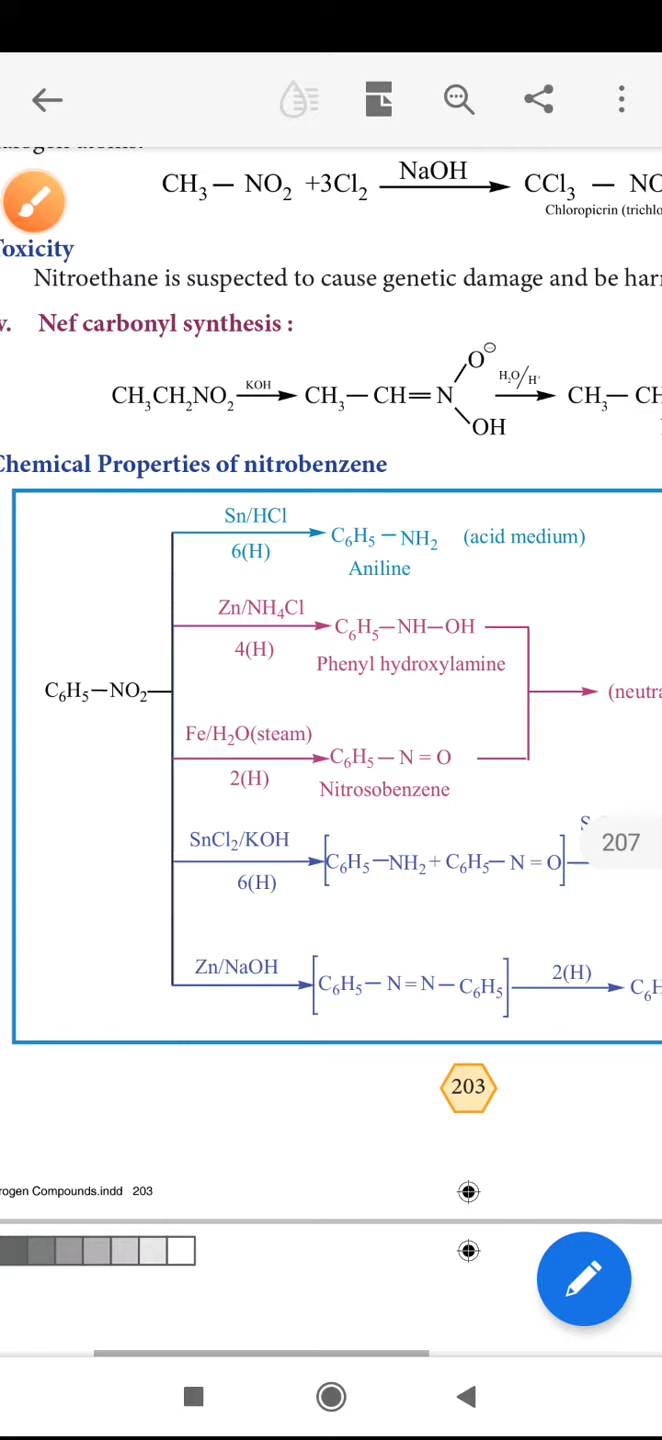 NaOH
CH3— NO2 +3Cl2 → CCl3 — NO
Chloropicrin (trichlo
Toxicity
Nitroethane is suspected to cause genetic damage and be har
v. Nef carbonyl synthesis :
CH3CH2NO2 KOH → CH3—CH=N O⊖ OH H2O/H+ → CH3— CH
Chemical Properties of nitrobenzene
Sn/HCl
6(H)
C6H5 — NH2 (acid medium)
Aniline
Zn/NH4Cl
4(H)
C6H5—NH—OH
Phenyl hydroxylamine
C6H5—NO2
(neutra
Fe/H2O(steam)
2(H)
C6H5 — N = O
Nitrosobenzene
SnCl2/KOH
6(H)
[C6H5—NH2 + C6H5— N = O]
207
Zn/NaOH
[C6H5— N=N— C6H5] 2(H) → C6H
203
rogen Compounds.indd 203